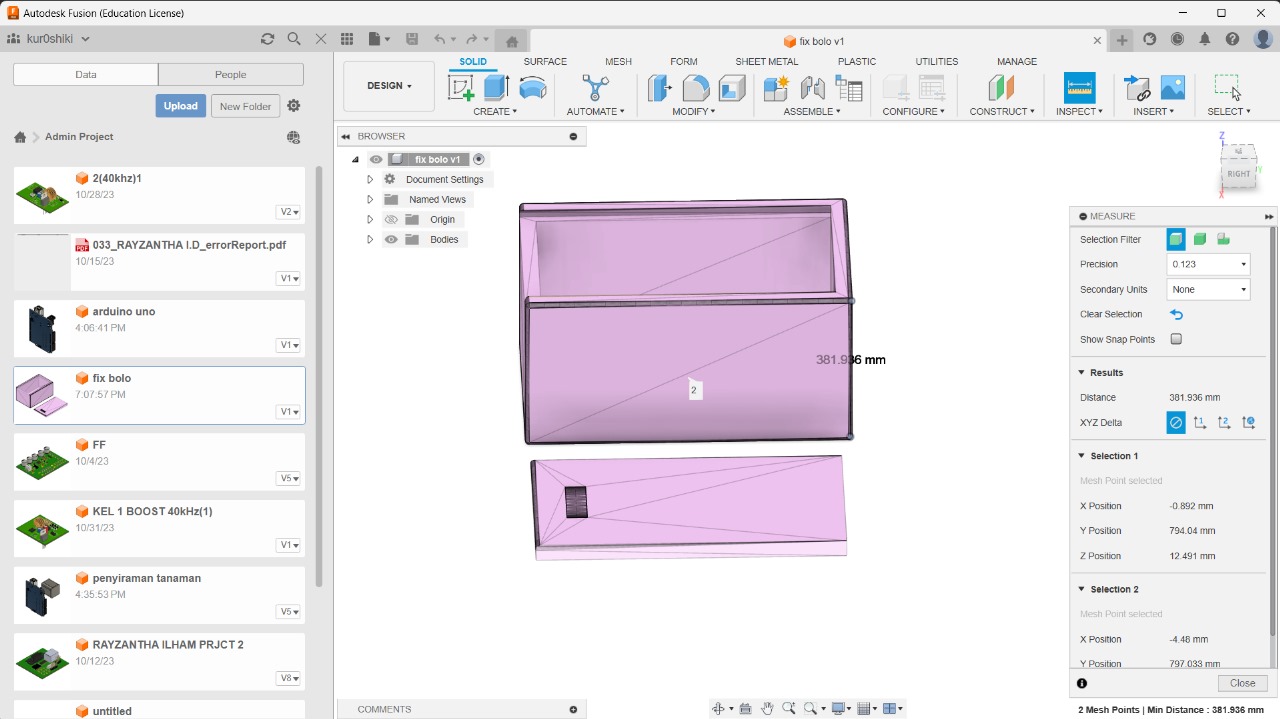 Autodesk Fusion (Education License)
kur0shiki
fix bolo v1
Data
People
Upload
New Folder
Admin Project
2(40khz)1
10/28/23
V2
033_RAYZANTHA I.D_errorReport.pdf
10/15/23
V1
arduino uno
4:06:41 PM
V1
fix bolo
7:07:57 PM
V1
FF
10/4/23
V5
KEL 1 BOOST 40kHz(1)
10/31/23
V1
penyiraman tanaman
4:35:53 PM
V5
RAYZANTHA ILHAM PRJCT 2
10/12/23
V8
untitled
DESIGN
SOLID
SURFACE
MESH
FORM
SHEET METAL
PLASTIC
UTILITIES
MANAGE
CREATE
AUTOMATE
MODIFY
ASSEMBLE
CONFIGURE
CONSTRUCT
INSPECT
INSERT
SELECT
BROWSER
fix bolo v1
Document Settings
Named Views
Origin
Bodies
381.936 mm
2
Z
RIGHT
Y
X
MEASURE
Selection Filter
Precision
0.123
Secondary Units
None
Clear Selection
Show Snap Points
Results
Distance
381.936 mm
XYZ Delta
Selection 1
Mesh Point selected
X Position
-0.892 mm
Y Position
794.04 mm
Z Position
12.491 mm
Selection 2
Mesh Point selected
X Position
-4.48 mm
Y Position
797.033 mm
Close
COMMENTS
2 Mesh Points | Min Distance : 381.936 mm